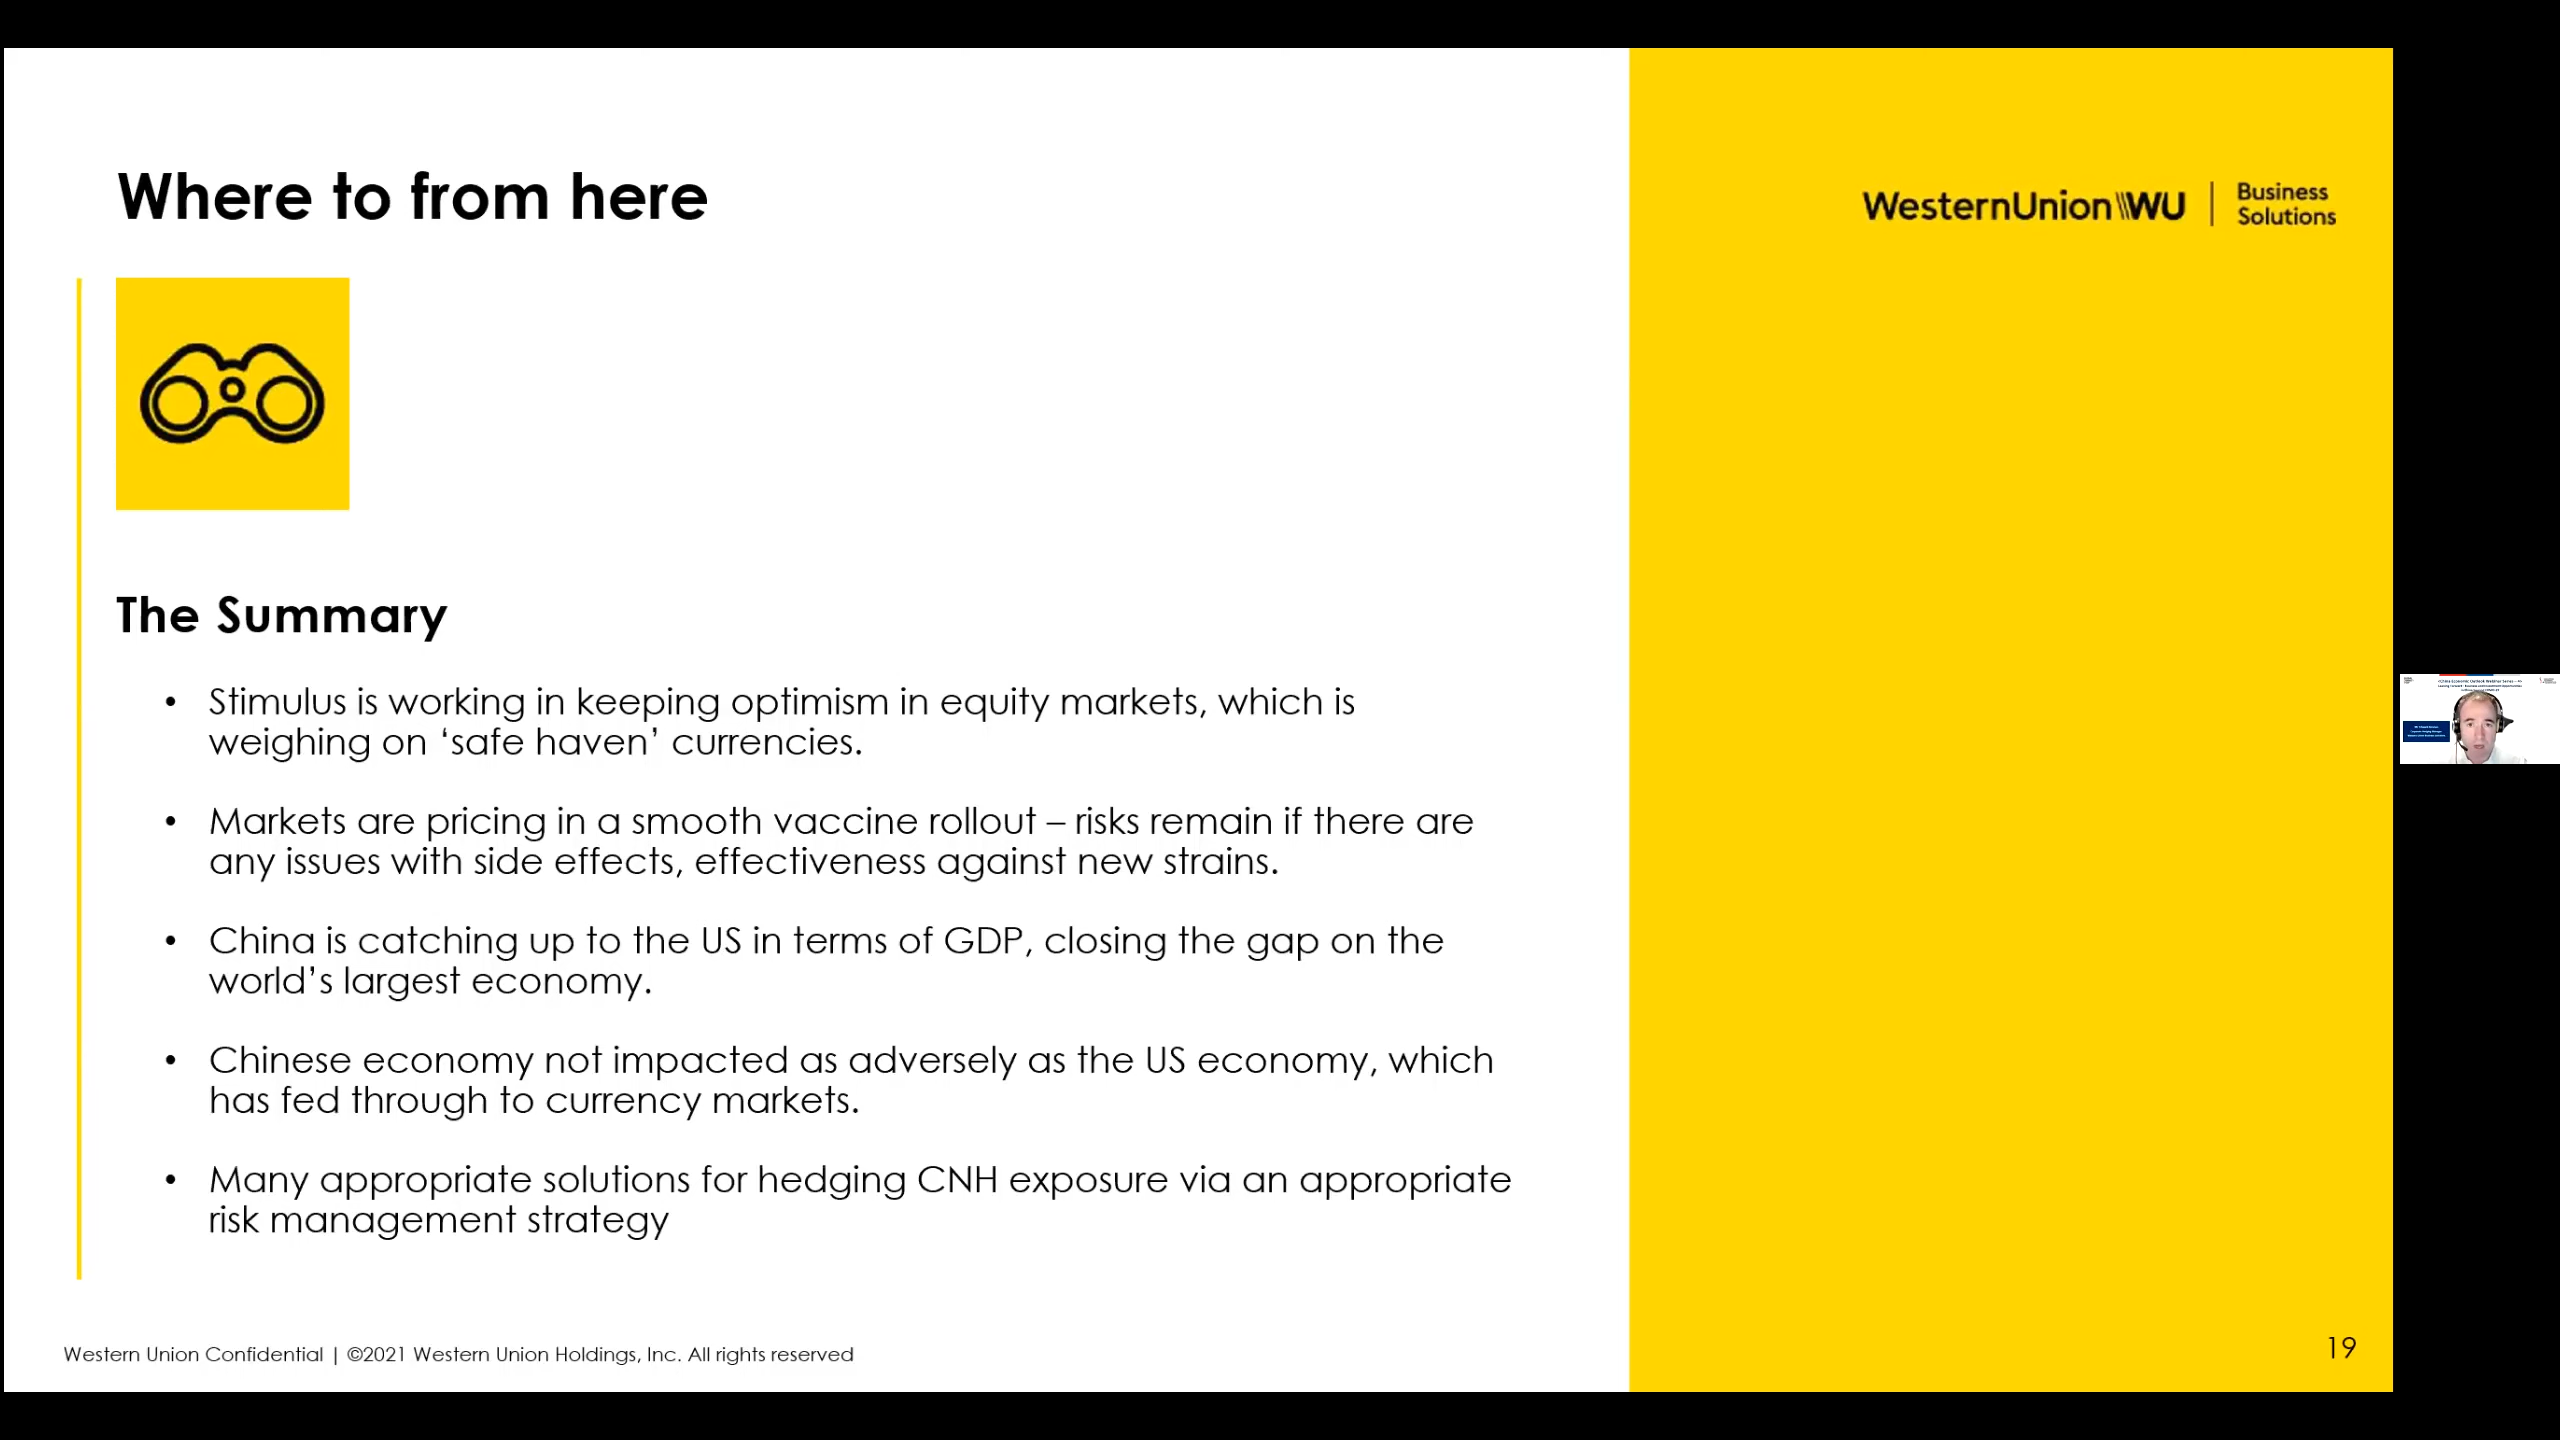 Where to from here
WesternUnion WU | Business Solutions
The Summary
• Stimulus is working in keeping optimism in equity markets, which is
weighing on ‘safe haven’ currencies.
• Markets are pricing in a smooth vaccine rollout – risks remain if there are
any issues with side effects, effectiveness against new strains.
• China is catching up to the US in terms of GDP, closing the gap on the
world’s largest economy.
• Chinese economy not impacted as adversely as the US economy, which
has fed through to currency markets.
• Many appropriate solutions for hedging CNH exposure via an appropriate
risk management strategy
Western Union Confidential | ©2021 Western Union Holdings, Inc. All rights reserved
19